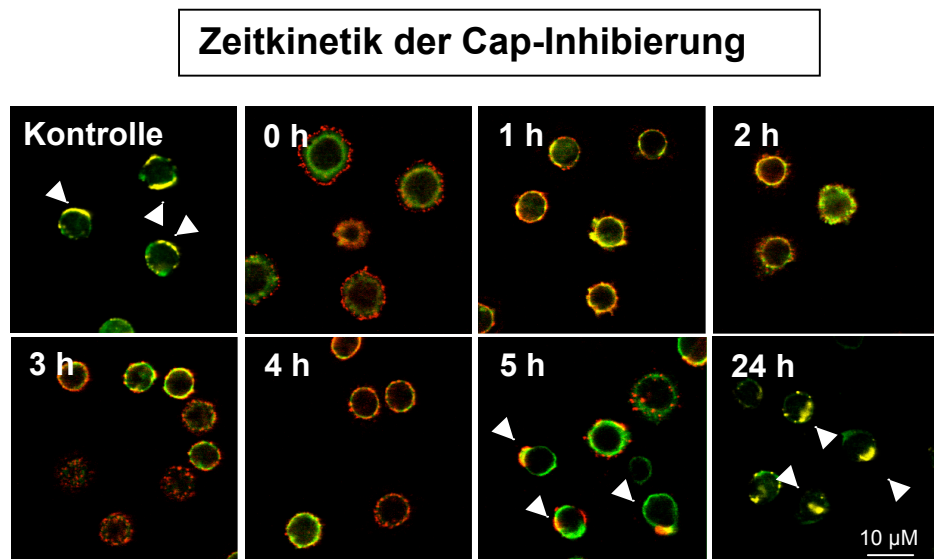 Zeitkinetik der Cap-Inhibierung
Kontrolle
0 h
1 h
2 h
3 h
4 h
5 h
24 h
10 µM